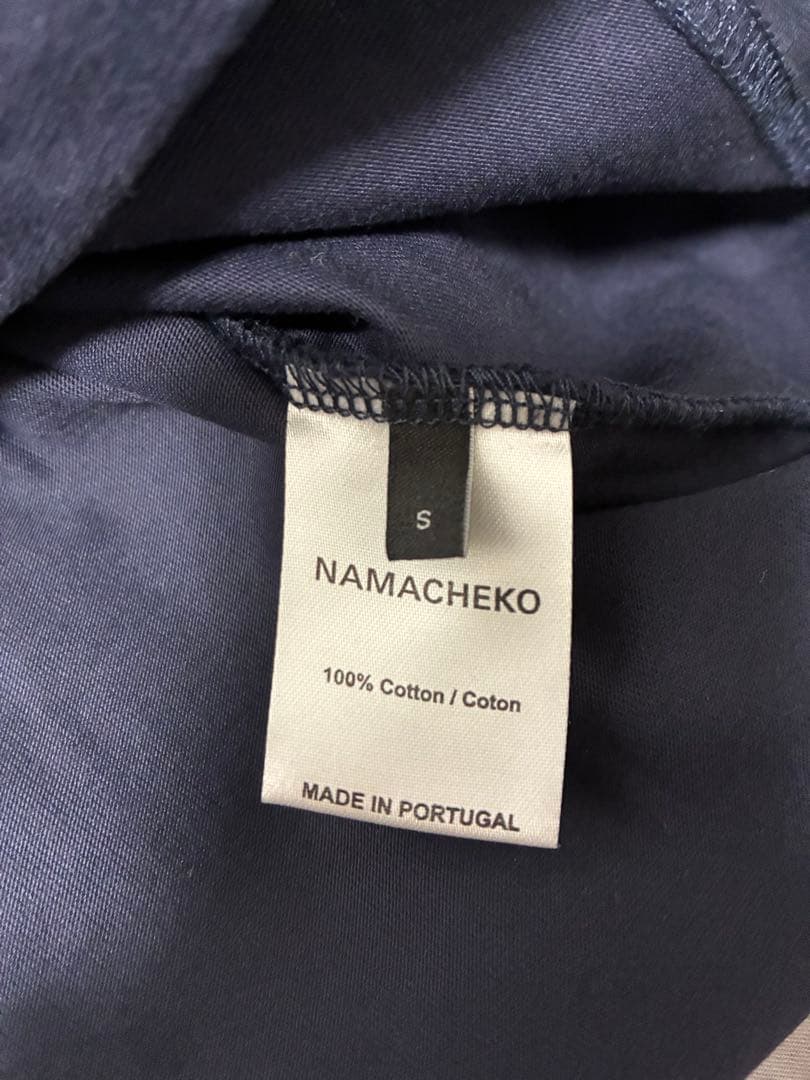 S
NAMACHEKO
100% Cotton / Coton
MADE IN PORTUGAL